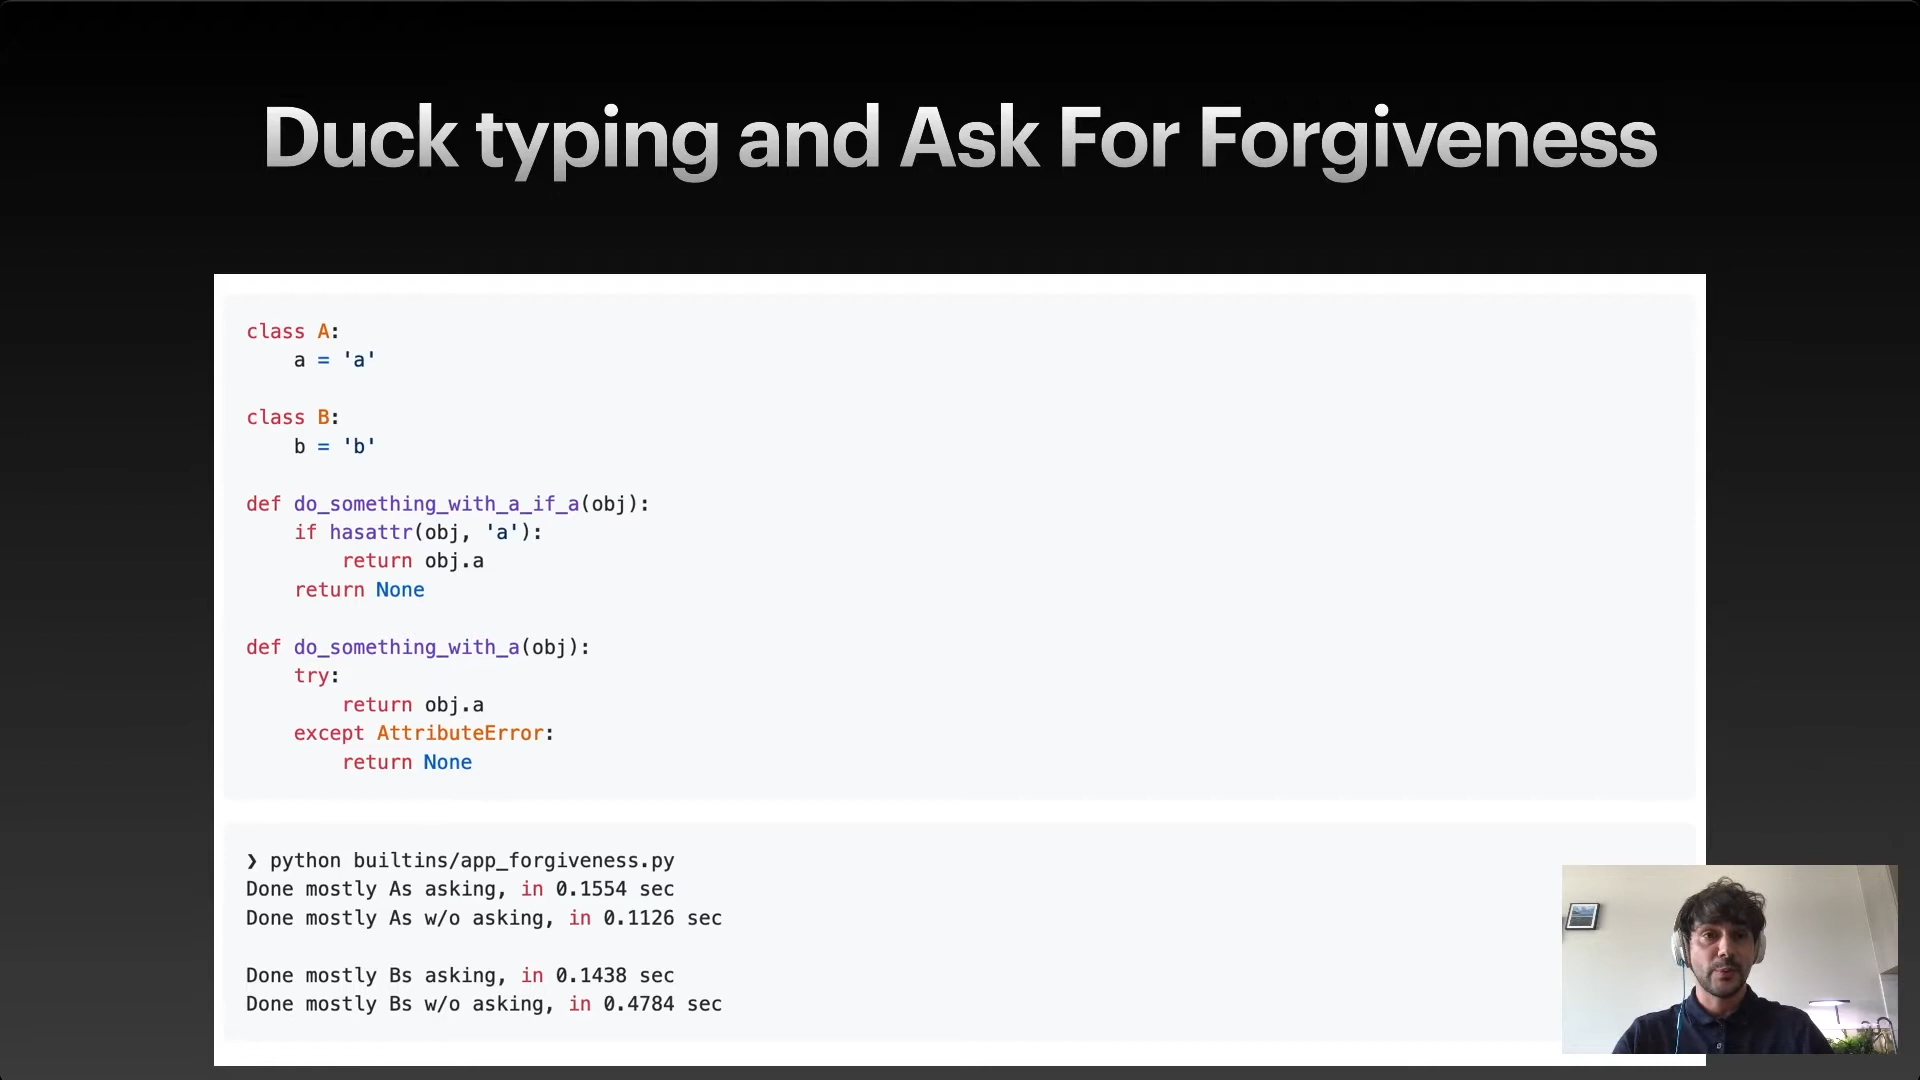 Duck typing and Ask For Forgiveness
class A:
    a = 'a'
class B:
    b = 'b'
def do_something_with_a_if_a(obj):
    if hasattr(obj, 'a'):
        return obj.a
    return None
def do_something_with_a(obj):
    try:
        return obj.a
    except AttributeError:
        return None
❯ python builtins/app_forgiveness.py
Done mostly As asking, in 0.1554 sec
Done mostly As w/o asking, in 0.1126 sec
Done mostly Bs asking, in 0.1438 sec
Done mostly Bs w/o asking, in 0.4784 sec